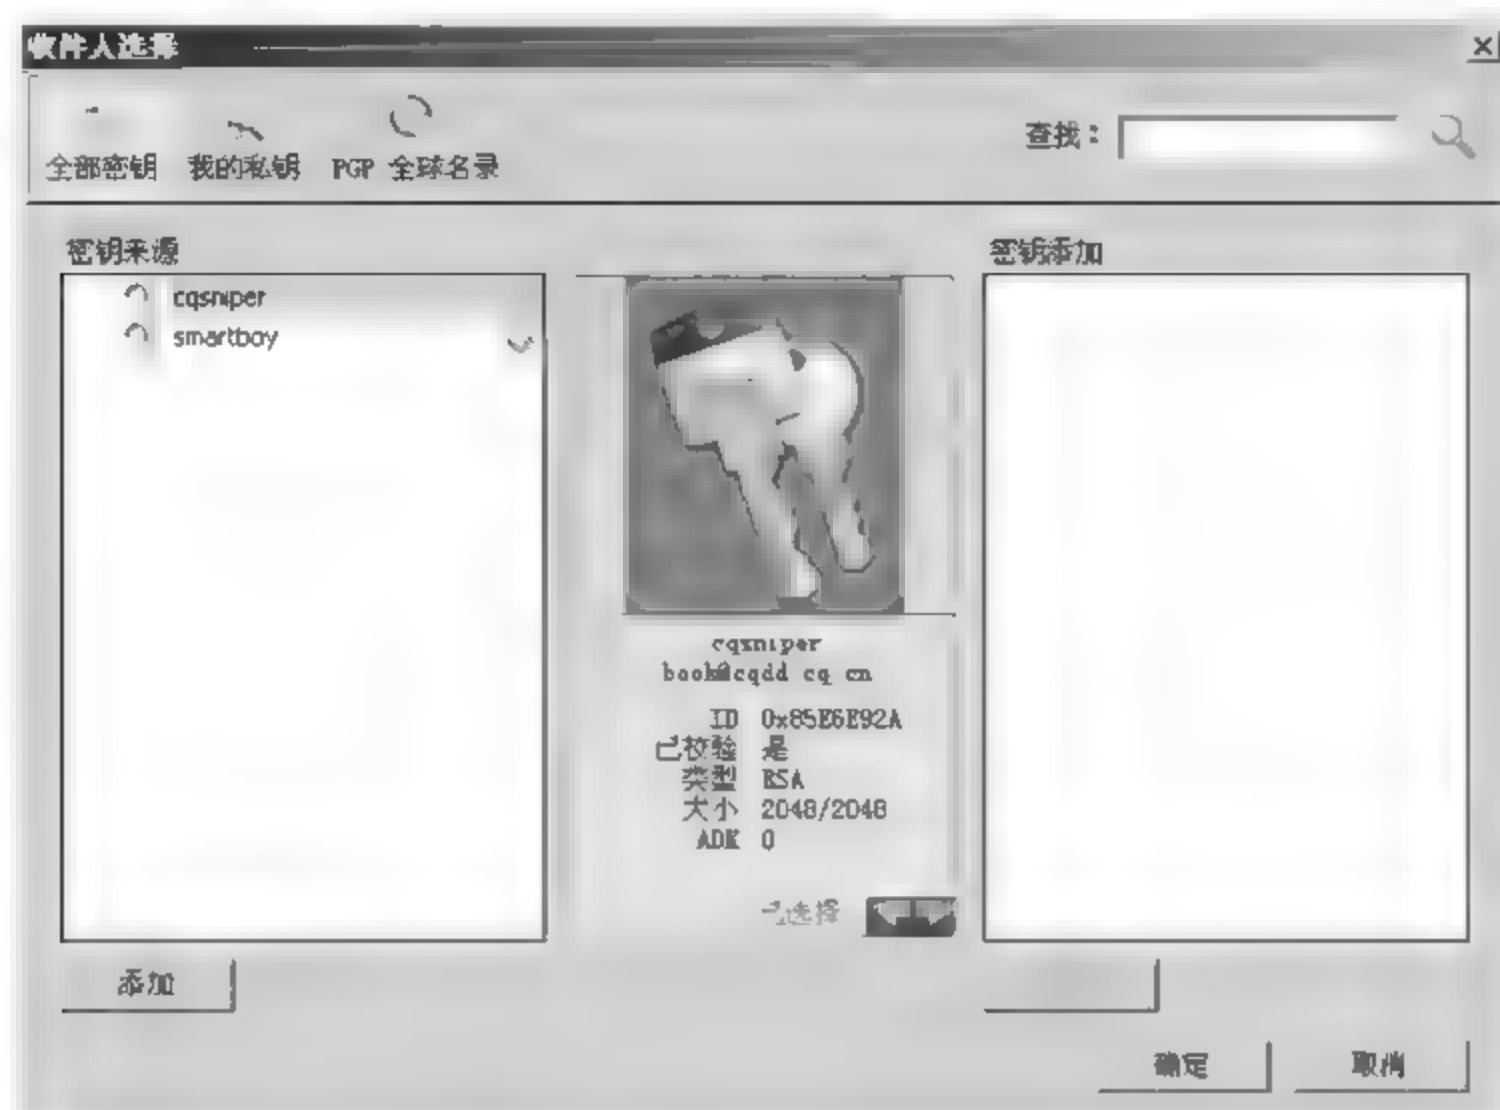 收件人选择
全部密钥 我的私钥 PGP 全球名录
查找：
密钥来源
cqsniper
smartboy
密钥添加
cqsniper
book@cqdd cq cn
ID 0x85E6E92A
已校验 是
类型 RSA
大小 2048/2048
ADK 0
已选择
添加
确定 取消